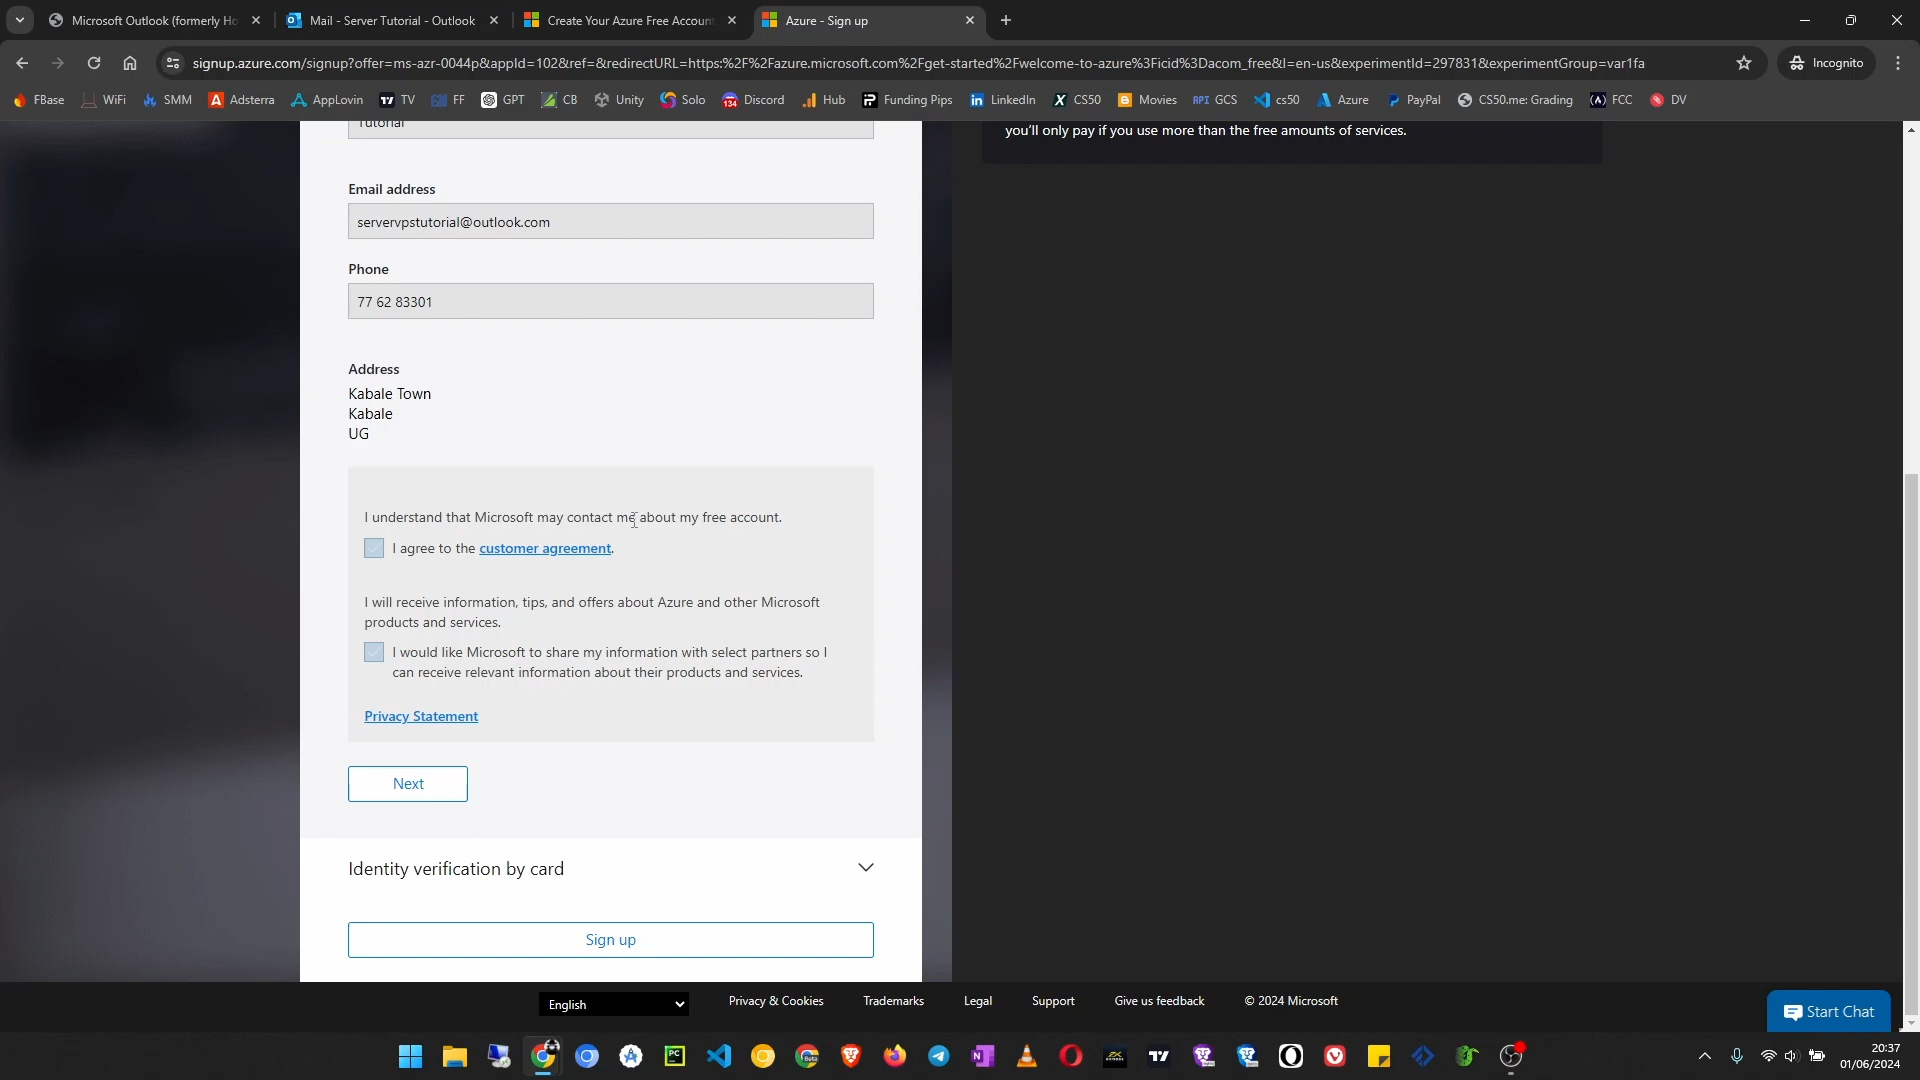 Microsoft Outlook (formerly Ho
Mail - Server Tutorial - Outlook
Create Your Azure Free Account
Azure - Sign up
signup.azure.com/signup?offer=ms-azr-0044p&appId=102&ref=&redirectURL=https:%2F%2Fazure.microsoft.com%2Fget-started%2Fwelcome-to-azure%3Ficid%3Dacom_free&l=en-us&experimentId=297831&experimentGroup=var1fa
Incognito
FBase
WiFi
SMM
Adsterra
AppLovin
TV
FF
GPT
CB
Unity
Solo
134
Discord
Hub
Funding Pips
LinkedIn
CS50
Movies
API GCS
cs50
Azure
PayPal
CS50.me: Grading
FCC
DV
Tutorial
you'll only pay if you use more than the free amounts of services.
Email address
servervpstutorial@outlook.com
Phone
77 62 83301
Address
Kabale Town
Kabale
UG
I understand that Microsoft may contact me about my free account.
I agree to the customer agreement.
I will receive information, tips, and offers about Azure and other Microsoft
products and services.
I would like Microsoft to share my information with select partners so I
can receive relevant information about their products and services.
Privacy Statement
Next
Identity verification by card
Sign up
English
Privacy & Cookies
Trademarks
Legal
Support
Give us feedback
© 2024 Microsoft
Start Chat
20:37
01/06/2024